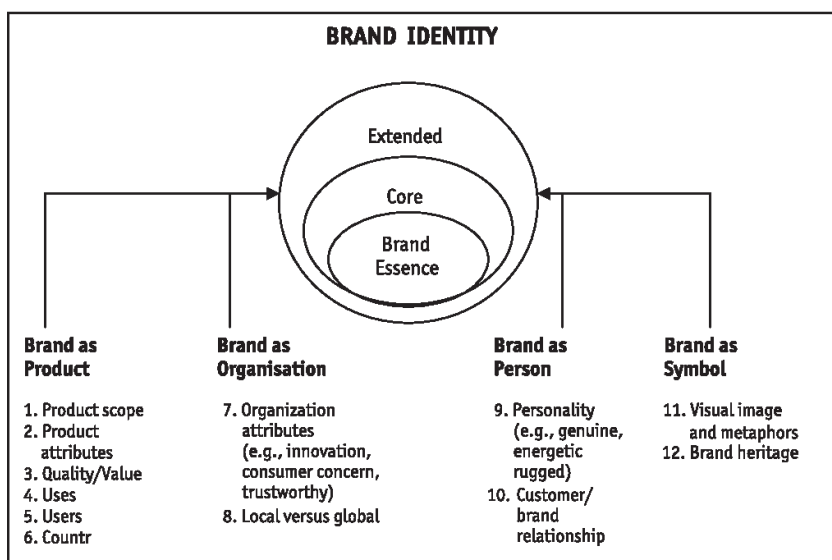 BRAND IDENTITY
Extended
Core
Brand
Essence
Brand as
Product
1. Product scope
2. Product
attributes
3. Quality/Value
4. Uses
5. Users
6. Countr
Brand as
Organisation
7. Organization
attributes
(e.g., innovation,
consumer concern,
trustworthy)
8. Local versus global
Brand as
Person
9. Personality
(e.g., genuine,
energetic
rugged)
10. Customer/
brand
relationship
Brand as
Symbol
11. Visual image
and metaphors
12. Brand heritage